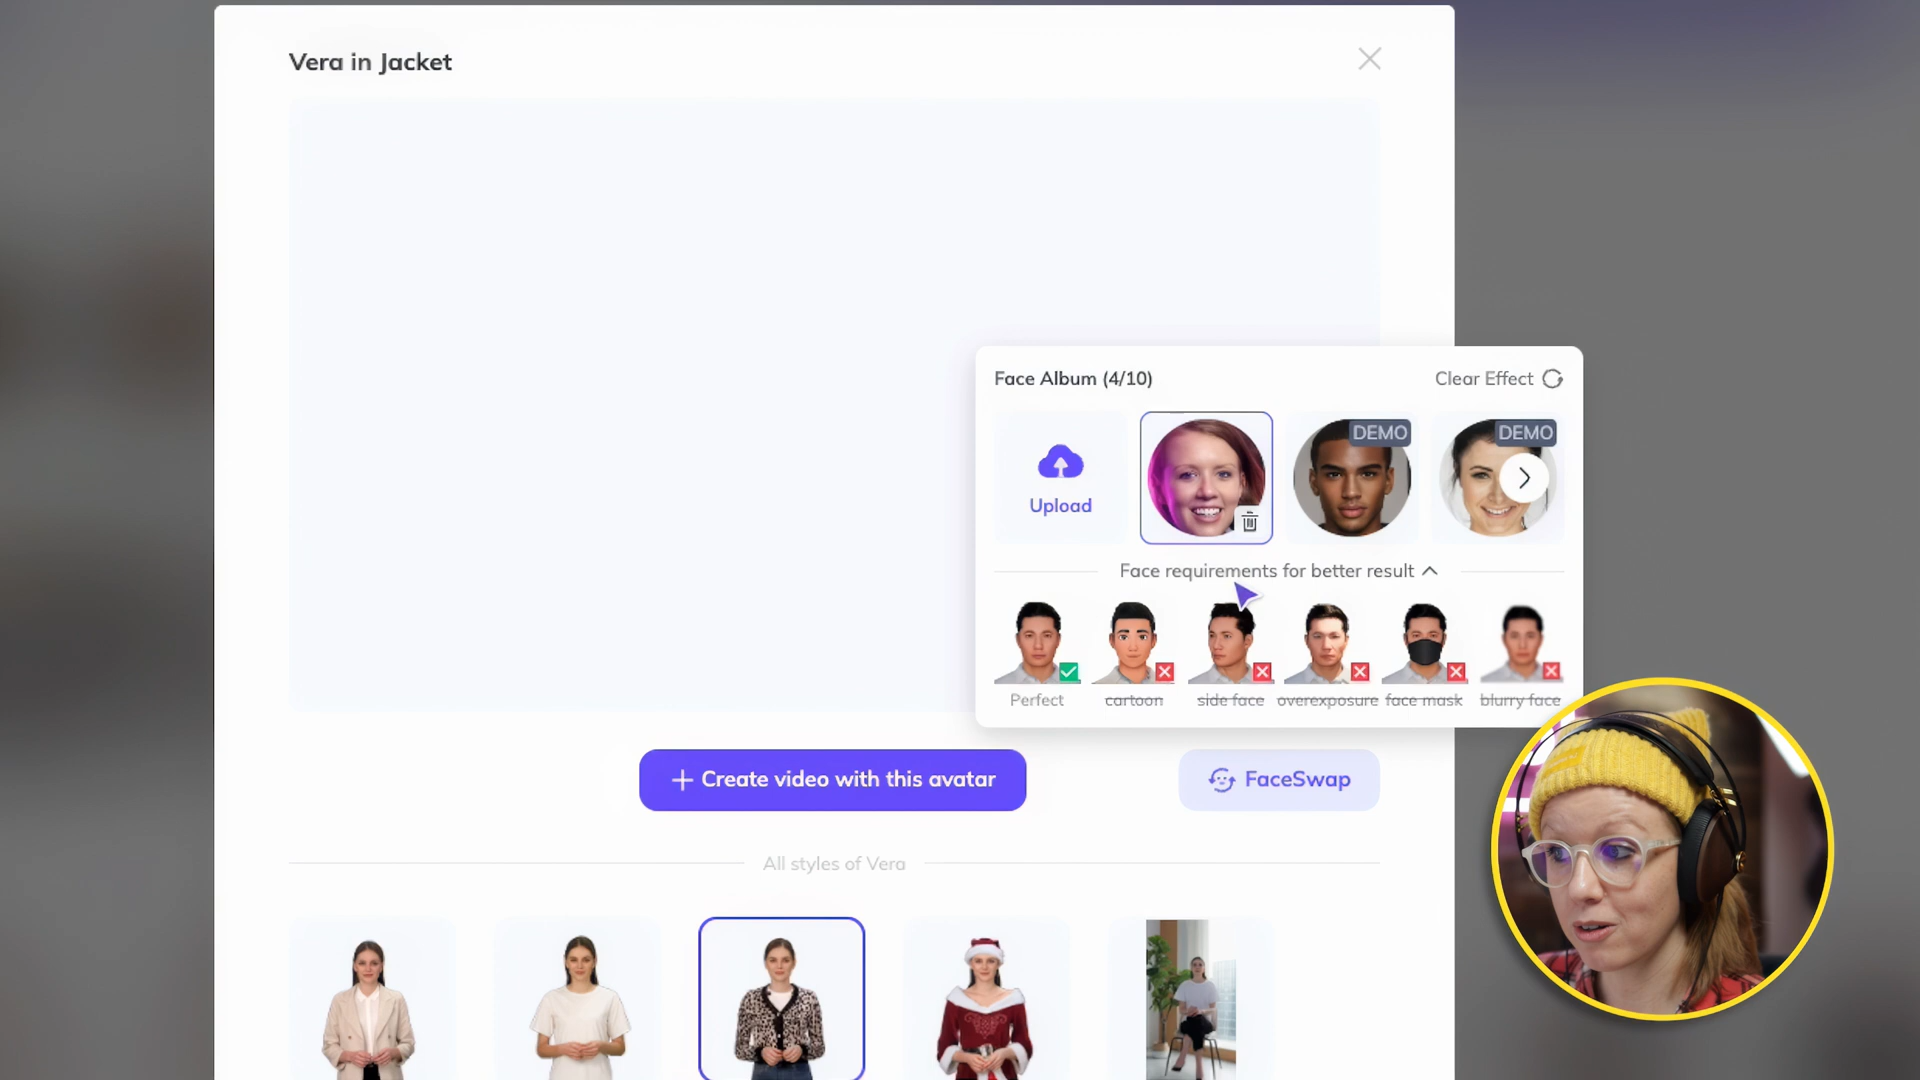 Vera in Jacket
Face Album (4/10)
Clear Effect
Upload
DEMO
DEMO
Face requirements for better result
Perfect
cartoon
side face
overexposure
face mask
blurry face
+ Create video with this avatar
FaceSwap
All styles of Vera